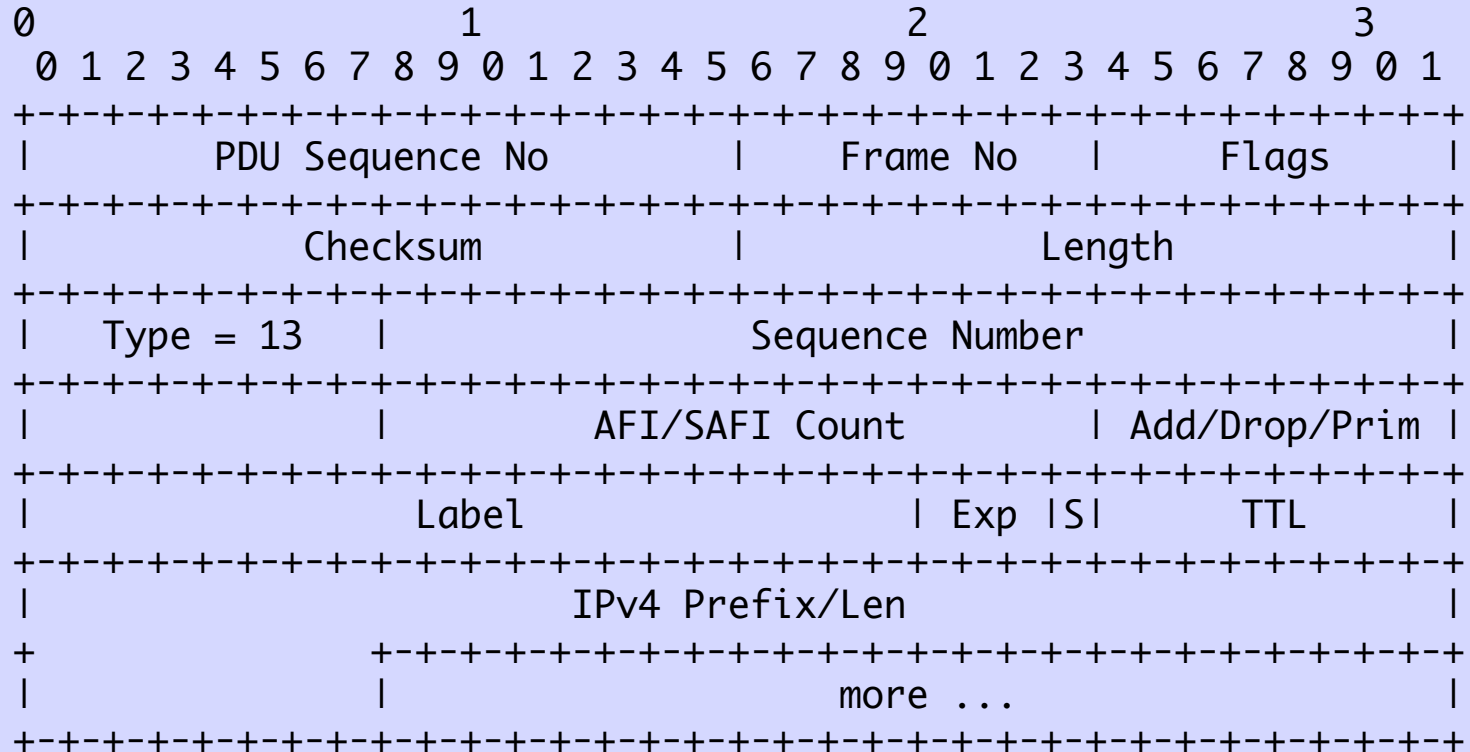 0                   1                   2                   3
 0 1 2 3 4 5 6 7 8 9 0 1 2 3 4 5 6 7 8 9 0 1 2 3 4 5 6 7 8 9 0 1
+-+-+-+-+-+-+-+-+-+-+-+-+-+-+-+-+-+-+-+-+-+-+-+-+-+-+-+-+-+-+-+-+
|        PDU Sequence No        |    Frame No   |     Flags     |
+-+-+-+-+-+-+-+-+-+-+-+-+-+-+-+-+-+-+-+-+-+-+-+-+-+-+-+-+-+-+-+-+
|            Checksum           |             Length            |
+-+-+-+-+-+-+-+-+-+-+-+-+-+-+-+-+-+-+-+-+-+-+-+-+-+-+-+-+-+-+-+-+
|   Type = 13   |                Sequence Number                |
+-+-+-+-+-+-+-+-+-+-+-+-+-+-+-+-+-+-+-+-+-+-+-+-+-+-+-+-+-+-+-+-+
|               |         AFI/SAFI Count        | Add/Drop/Prim |
+-+-+-+-+-+-+-+-+-+-+-+-+-+-+-+-+-+-+-+-+-+-+-+-+-+-+-+-+-+-+-+-+
|                 Label                 | Exp |S|      TTL      |
+-+-+-+-+-+-+-+-+-+-+-+-+-+-+-+-+-+-+-+-+-+-+-+-+-+-+-+-+-+-+-+-+
|                        IPv4 Prefix/Len                        |
+               +-+-+-+-+-+-+-+-+-+-+-+-+-+-+-+-+-+-+-+-+-+-+-+-+
|               |                    more ...                   |
+-+-+-+-+-+-+-+-+-+-+-+-+-+-+-+-+-+-+-+-+-+-+-+-+-+-+-+-+-+-+-+-+